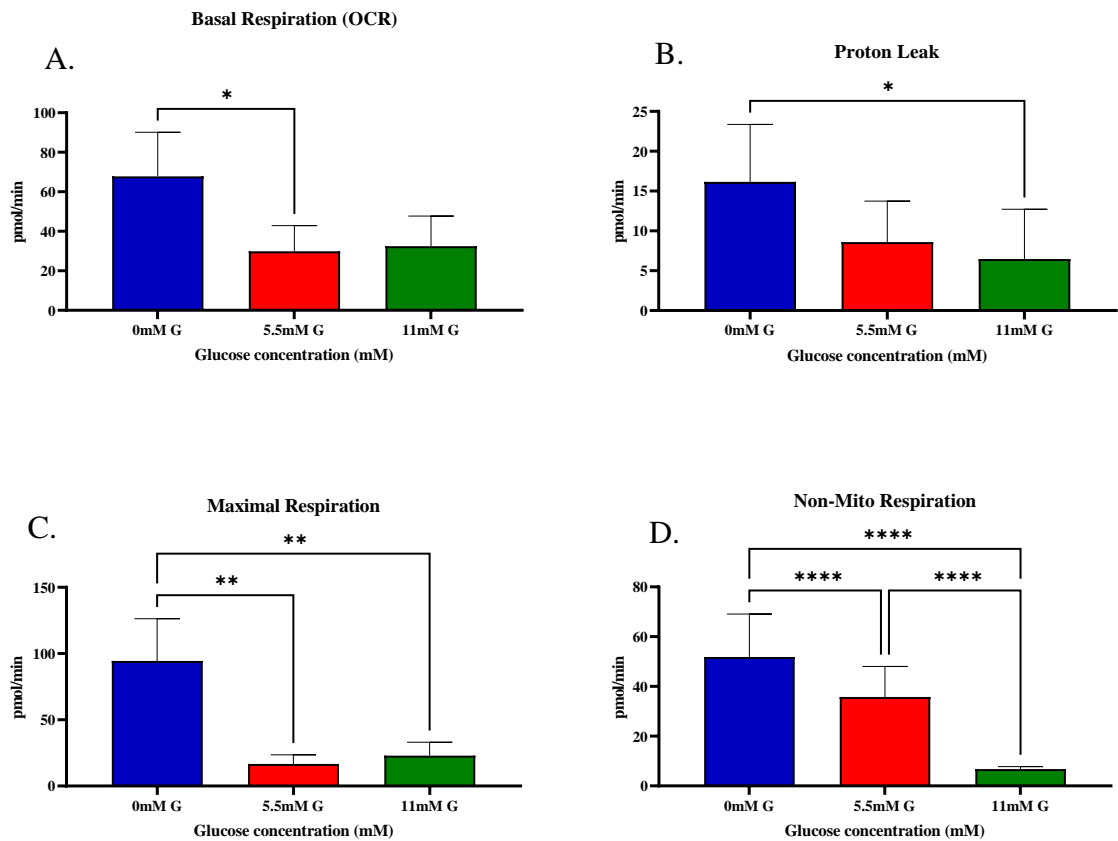 Basal Respiration (OCR)
A.
*
100
80
60
40
20
0
pmol/min
0mM G 5.5mM G 11mM G
Glucose concentration (mM)
B.
Proton Leak
*
25
20
15
10
5
0
pmol/min
0mM G 5.5mM G 11mM G
Glucose concentration (mM)
Maximal Respiration
C.
**
**
150
100
50
0
pmol/min
0mM G 5.5mM G 11mM G
Glucose concentration (mM)
Non-Mito Respiration
D.
****
**** ****
80
60
40
20
0
pmol/min
0mM G 5.5mM G 11mM G
Glucose concentration (mM)